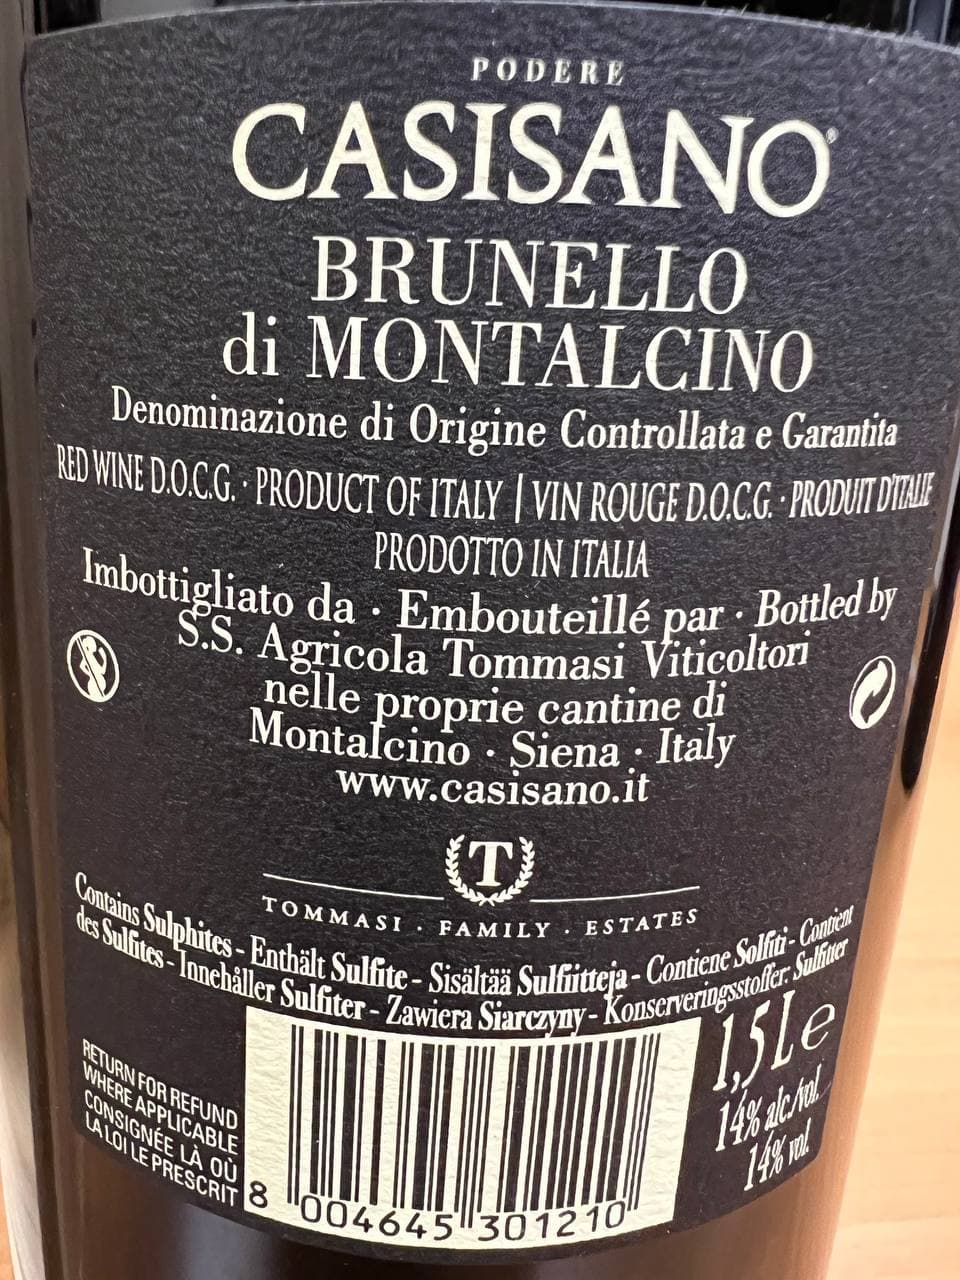 PODERE
CASISANO®
BRUNELLO
di MONTALCINO
Denominazione di Origine Controllata e Garantita
RED WINE D.O.C.G. · PRODUCT OF ITALY | VIN ROUGE D.O.C.G. · PRODUIT D'ITALIE
PRODOTTO IN ITALIA
Imbottigliato da · Embouteillé par · Bottled by
S.S. Agricola Tommasi Viticoltori
nelle proprie cantine di
Montalcino · Siena · Italy
www.casisano.it
T
TOMMASI · FAMILY · ESTATES
Contains Sulphites - Enthält Sulfite - Sisältää Sulfiitteja - Contiene Solfiti - Contient
des Sulfites - Innehåller Sulfiter - Zawiera Siarczyny - Konserveringsstoffer: Sulfitter
RETURN FOR REFUND
WHERE APPLICABLE
CONSIGNÉE LÀ OÙ
LA LOI LE PRESCRIT
8 004645 301210
1,5L e
14% alc./vol.
14% vol.